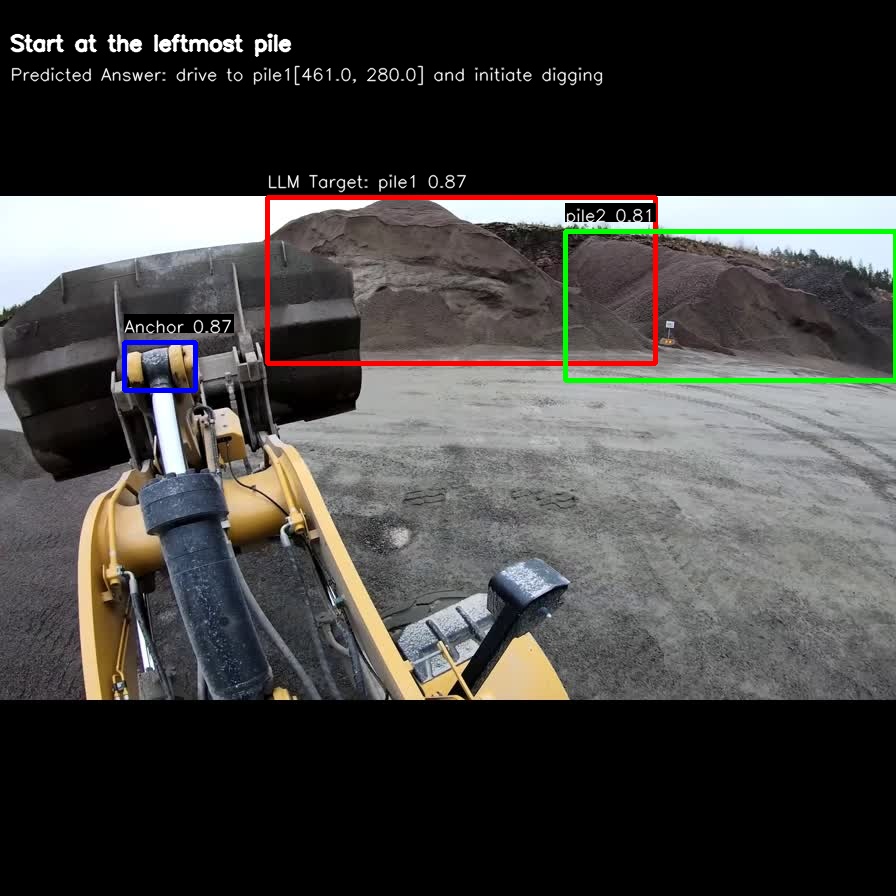 Start at the leftmost pile
Predicted Answer: drive to pile1[461.0, 280.0] and initiate digging
LLM Target: pile1 0.87
pile2 0.81
Anchor 0.87